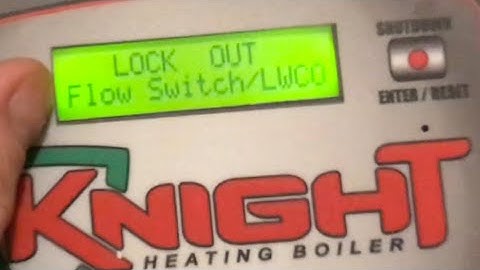 LOCK OUT
Flow Switch/LWCO
SHUTDOWN
ENTER / RESET
KNIGHT
HEATING BOILER